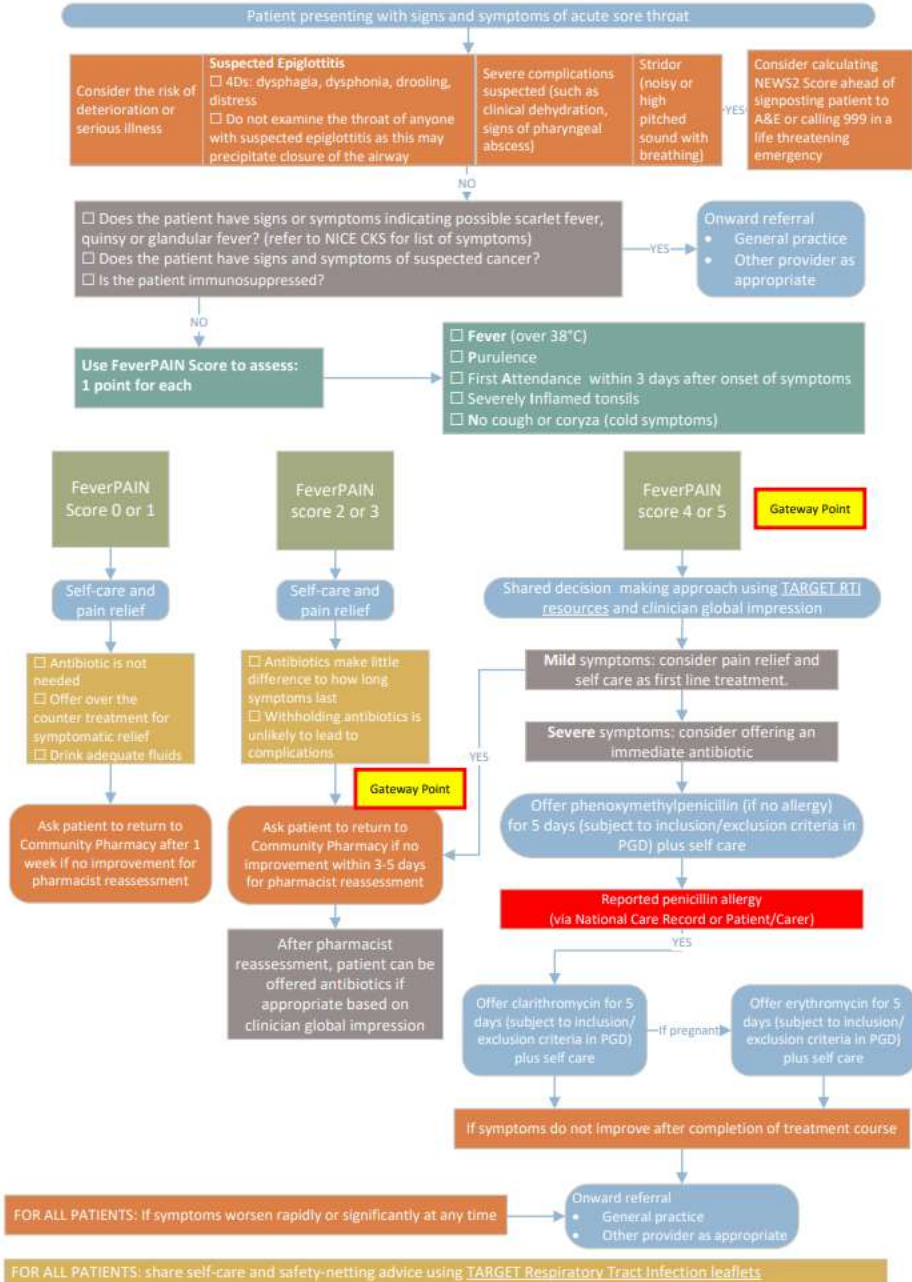 Patient presenting with signs and symptoms of acute sore throat
Consider the risk of
deterioration or
serious illness
Suspected Epiglottitis
☐ 4Ds: dysphagia, dysphonia, drooling,
distress
☐ Do not examine the throat of anyone
with suspected epiglottitis as this may
precipitate closure of the airway
Severe complications
suspected (such as
clinical dehydration,
signs of pharyngeal
abscess)
Stridor
(noisy or
high
pitched
sound with
breathing)
YES
Consider calculating
NEWS2 Score ahead of
signposting patient to
A&E or calling 999 in a
life threatening
emergency
NO
☐ Does the patient have signs or symptoms indicating possible scarlet fever,
quinsy or glandular fever? (refer to NICE CKS for list of symptoms)
☐ Does the patient have signs and symptoms of suspected cancer?
☐ Is the patient immunosuppressed?
YES
Onward referral
• General practice
• Other provider as
appropriate
NO
Use FeverPAIN Score to assess:
1 point for each
☐ Fever (over 38°C)
☐ Purulence
☐ First Attendance within 3 days after onset of symptoms
☐ Severely Inflamed tonsils
☐ No cough or coryza (cold symptoms)
FeverPAIN
Score 0 or 1
FeverPAIN
score 2 or 3
FeverPAIN
score 4 or 5
Gateway Point
Self-care and
pain relief
Self-care and
pain relief
Shared decision making approach using TARGET RTI
resources and clinician global impression
☐ Antibiotic is not
needed
☐ Offer over the
counter treatment for
symptomatic relief
☐ Drink adequate fluids
☐ Antibiotics make little
difference to how long
symptoms last
☐ Withholding antibiotics is
unlikely to lead to
complications
Mild symptoms: consider pain relief and
self care as first line treatment.
YES
Severe symptoms: consider offering an
immediate antibiotic
Gateway Point
Offer phenoxymethylpenicillin (if no allergy)
for 5 days (subject to inclusion/exclusion criteria in
PGD) plus self care
Ask patient to return to
Community Pharmacy after 1
week if no improvement for
pharmacist reassessment
Ask patient to return to
Community Pharmacy if no
improvement within 3-5 days
for pharmacist reassessment
Reported penicillin allergy
(via National Care Record or Patient/Carer)
YES
After pharmacist
reassessment, patient can be
offered antibiotics if
appropriate based on
clinician global impression
Offer clarithromycin for 5
days (subject to inclusion/
exclusion criteria in PGD)
plus self care
If pregnant
Offer erythromycin for 5
days (subject to inclusion/
exclusion criteria in PGD)
plus self care
If symptoms do not improve after completion of treatment course
FOR ALL PATIENTS: If symptoms worsen rapidly or significantly at any time
Onward referral
• General practice
• Other provider as appropriate
FOR ALL PATIENTS: share self-care and safety-netting advice using TARGET Respiratory Tract Infection leaflets